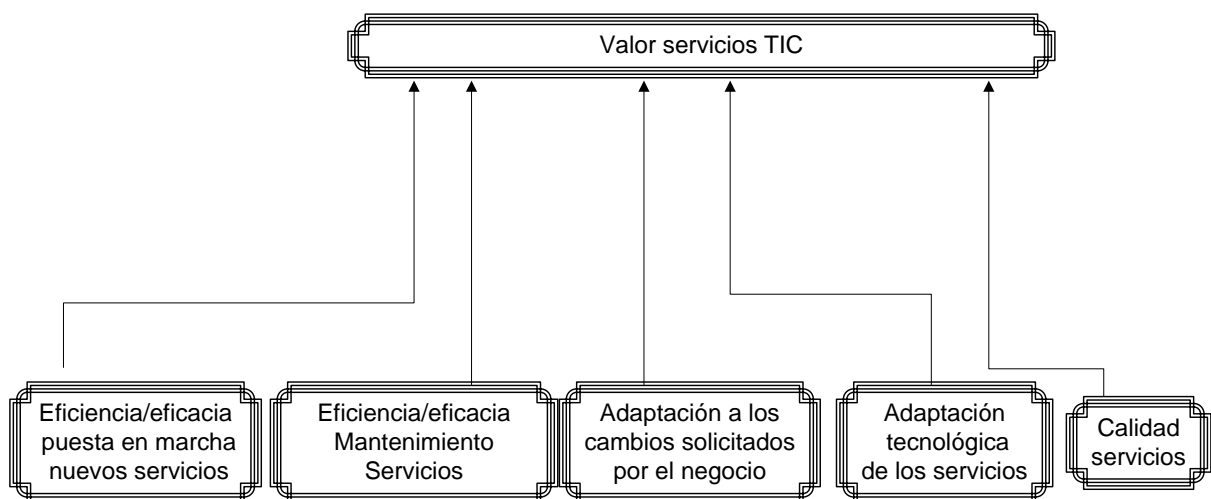 Valor servicios TIC
Eficiencia/eficacia
puesta en marcha
nuevos servicios
Eficiencia/eficacia
Mantenimiento
Servicios
Adaptación a los
cambios solicitados
por el negocio
Adaptación
tecnológica
de los servicios
Calidad
servicios